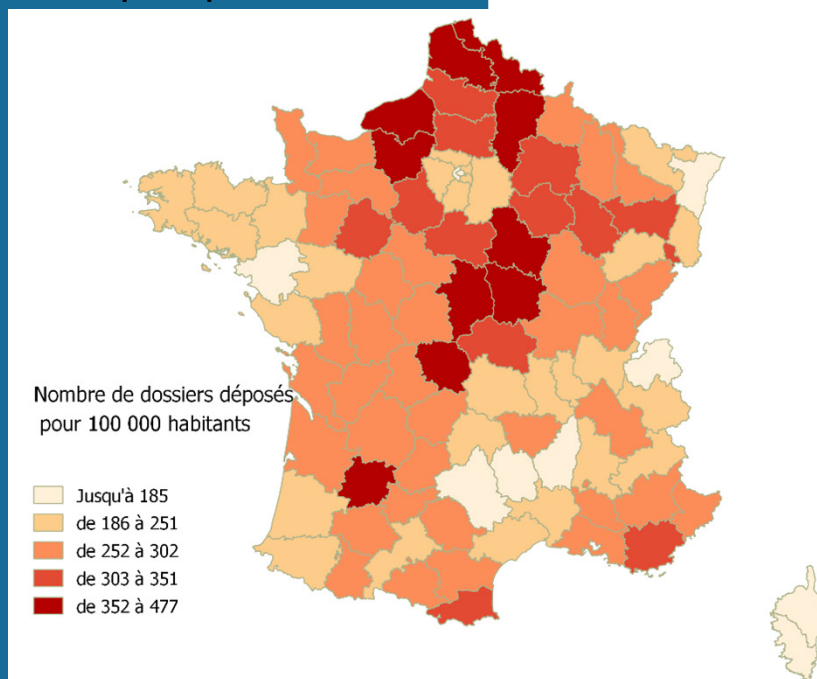 Nombre de dossiers déposés
pour 100 000 habitants
Jusqu'à 185
de 186 à 251
de 252 à 302
de 303 à 351
de 352 à 477